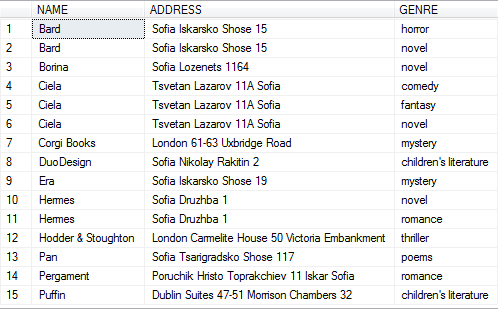 NAME ADDRESS GENRE
1 Bard Sofia Iskarsko Shose 15 horror
2 Bard Sofia Iskarsko Shose 15 novel
3 Borina Sofia Lozenets 1164 novel
4 Ciela Tsvetan Lazarov 11A Sofia comedy
5 Ciela Tsvetan Lazarov 11A Sofia fantasy
6 Ciela Tsvetan Lazarov 11A Sofia novel
7 Corgi Books London 61-63 Uxbridge Road mystery
8 DuoDesign Sofia Nikolay Rakitin 2 children's literature
9 Era Sofia Iskarsko Shose 19 mystery
10 Hermes Sofia Druzhba 1 novel
11 Hermes Sofia Druzhba 1 romance
12 Hodder & Stoughton London Carmelite House 50 Victoria Embankment thriller
13 Pan Sofia Tsarigradsko Shose 117 poems
14 Pergament Poruchik Hristo Toprakchiev 11 Iskar Sofia romance
15 Puffin Dublin Suites 47-51 Morrison Chambers 32 children's literature